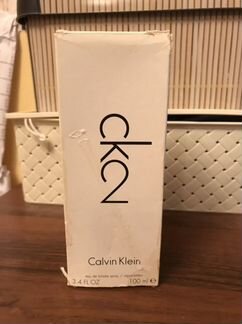 ck2
Calvin Klein
eau de toilette spray / vaporisateur
3.4 FL OZ 100 ml e